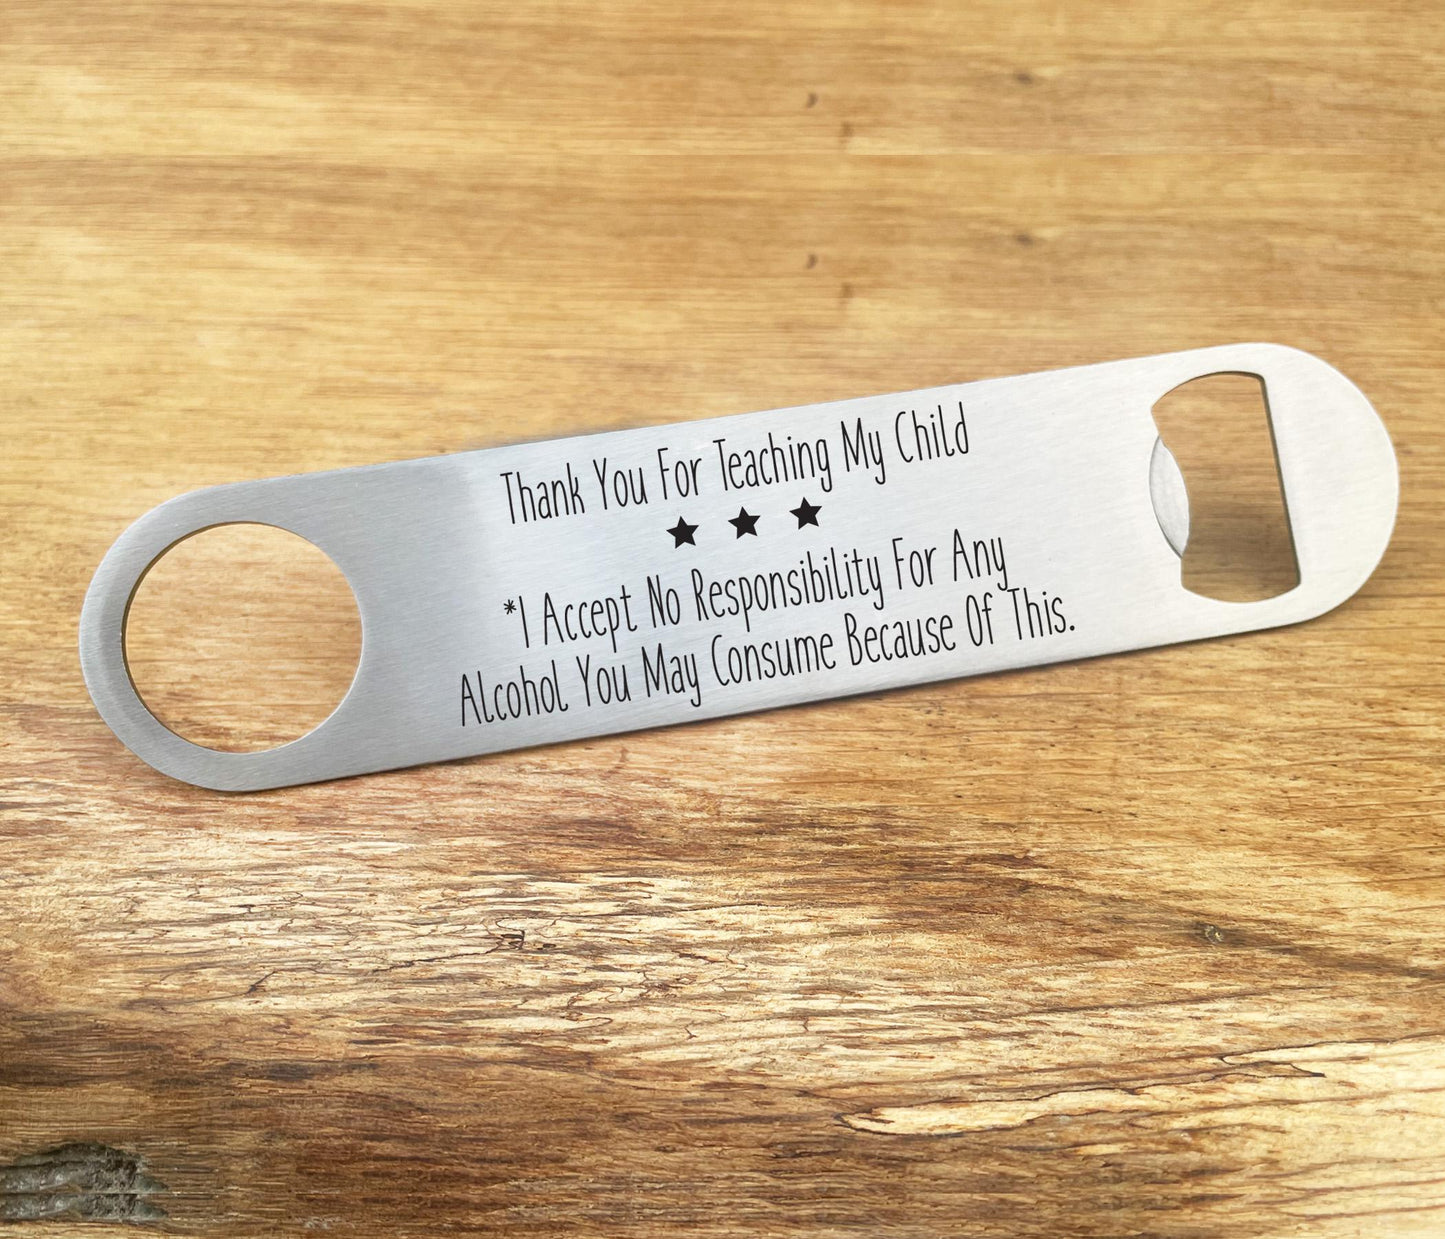 Thank You For Teaching My Child
★ ★ ★
*I Accept No Responsibility For Any
Alcohol You May Consume Because Of This.